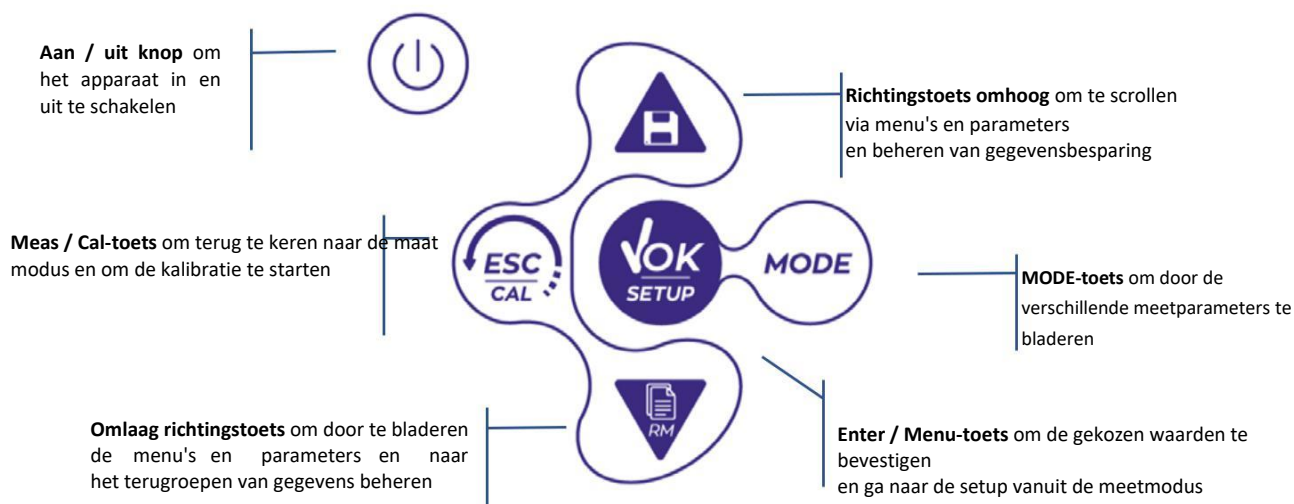 Aan / uit knop om
het apparaat in en
uit te schakelen
Richtingstoets omhoog om te scrollen
via menu's en parameters
en beheren van gegevensbesparing
Meas / Cal-toets om terug te keren naar de maat
modus en om de kalibratie te starten
ESC
CAL
√OK
SETUP
MODE
MODE-toets om door de
verschillende meetparameters te
bladeren
RM
Omlaag richtingstoets om door te bladeren
de menu's en parameters en naar
het terugroepen van gegevens beheren
Enter / Menu-toets om de gekozen waarden te
bevestigen
en ga naar de setup vanuit de meetmodus